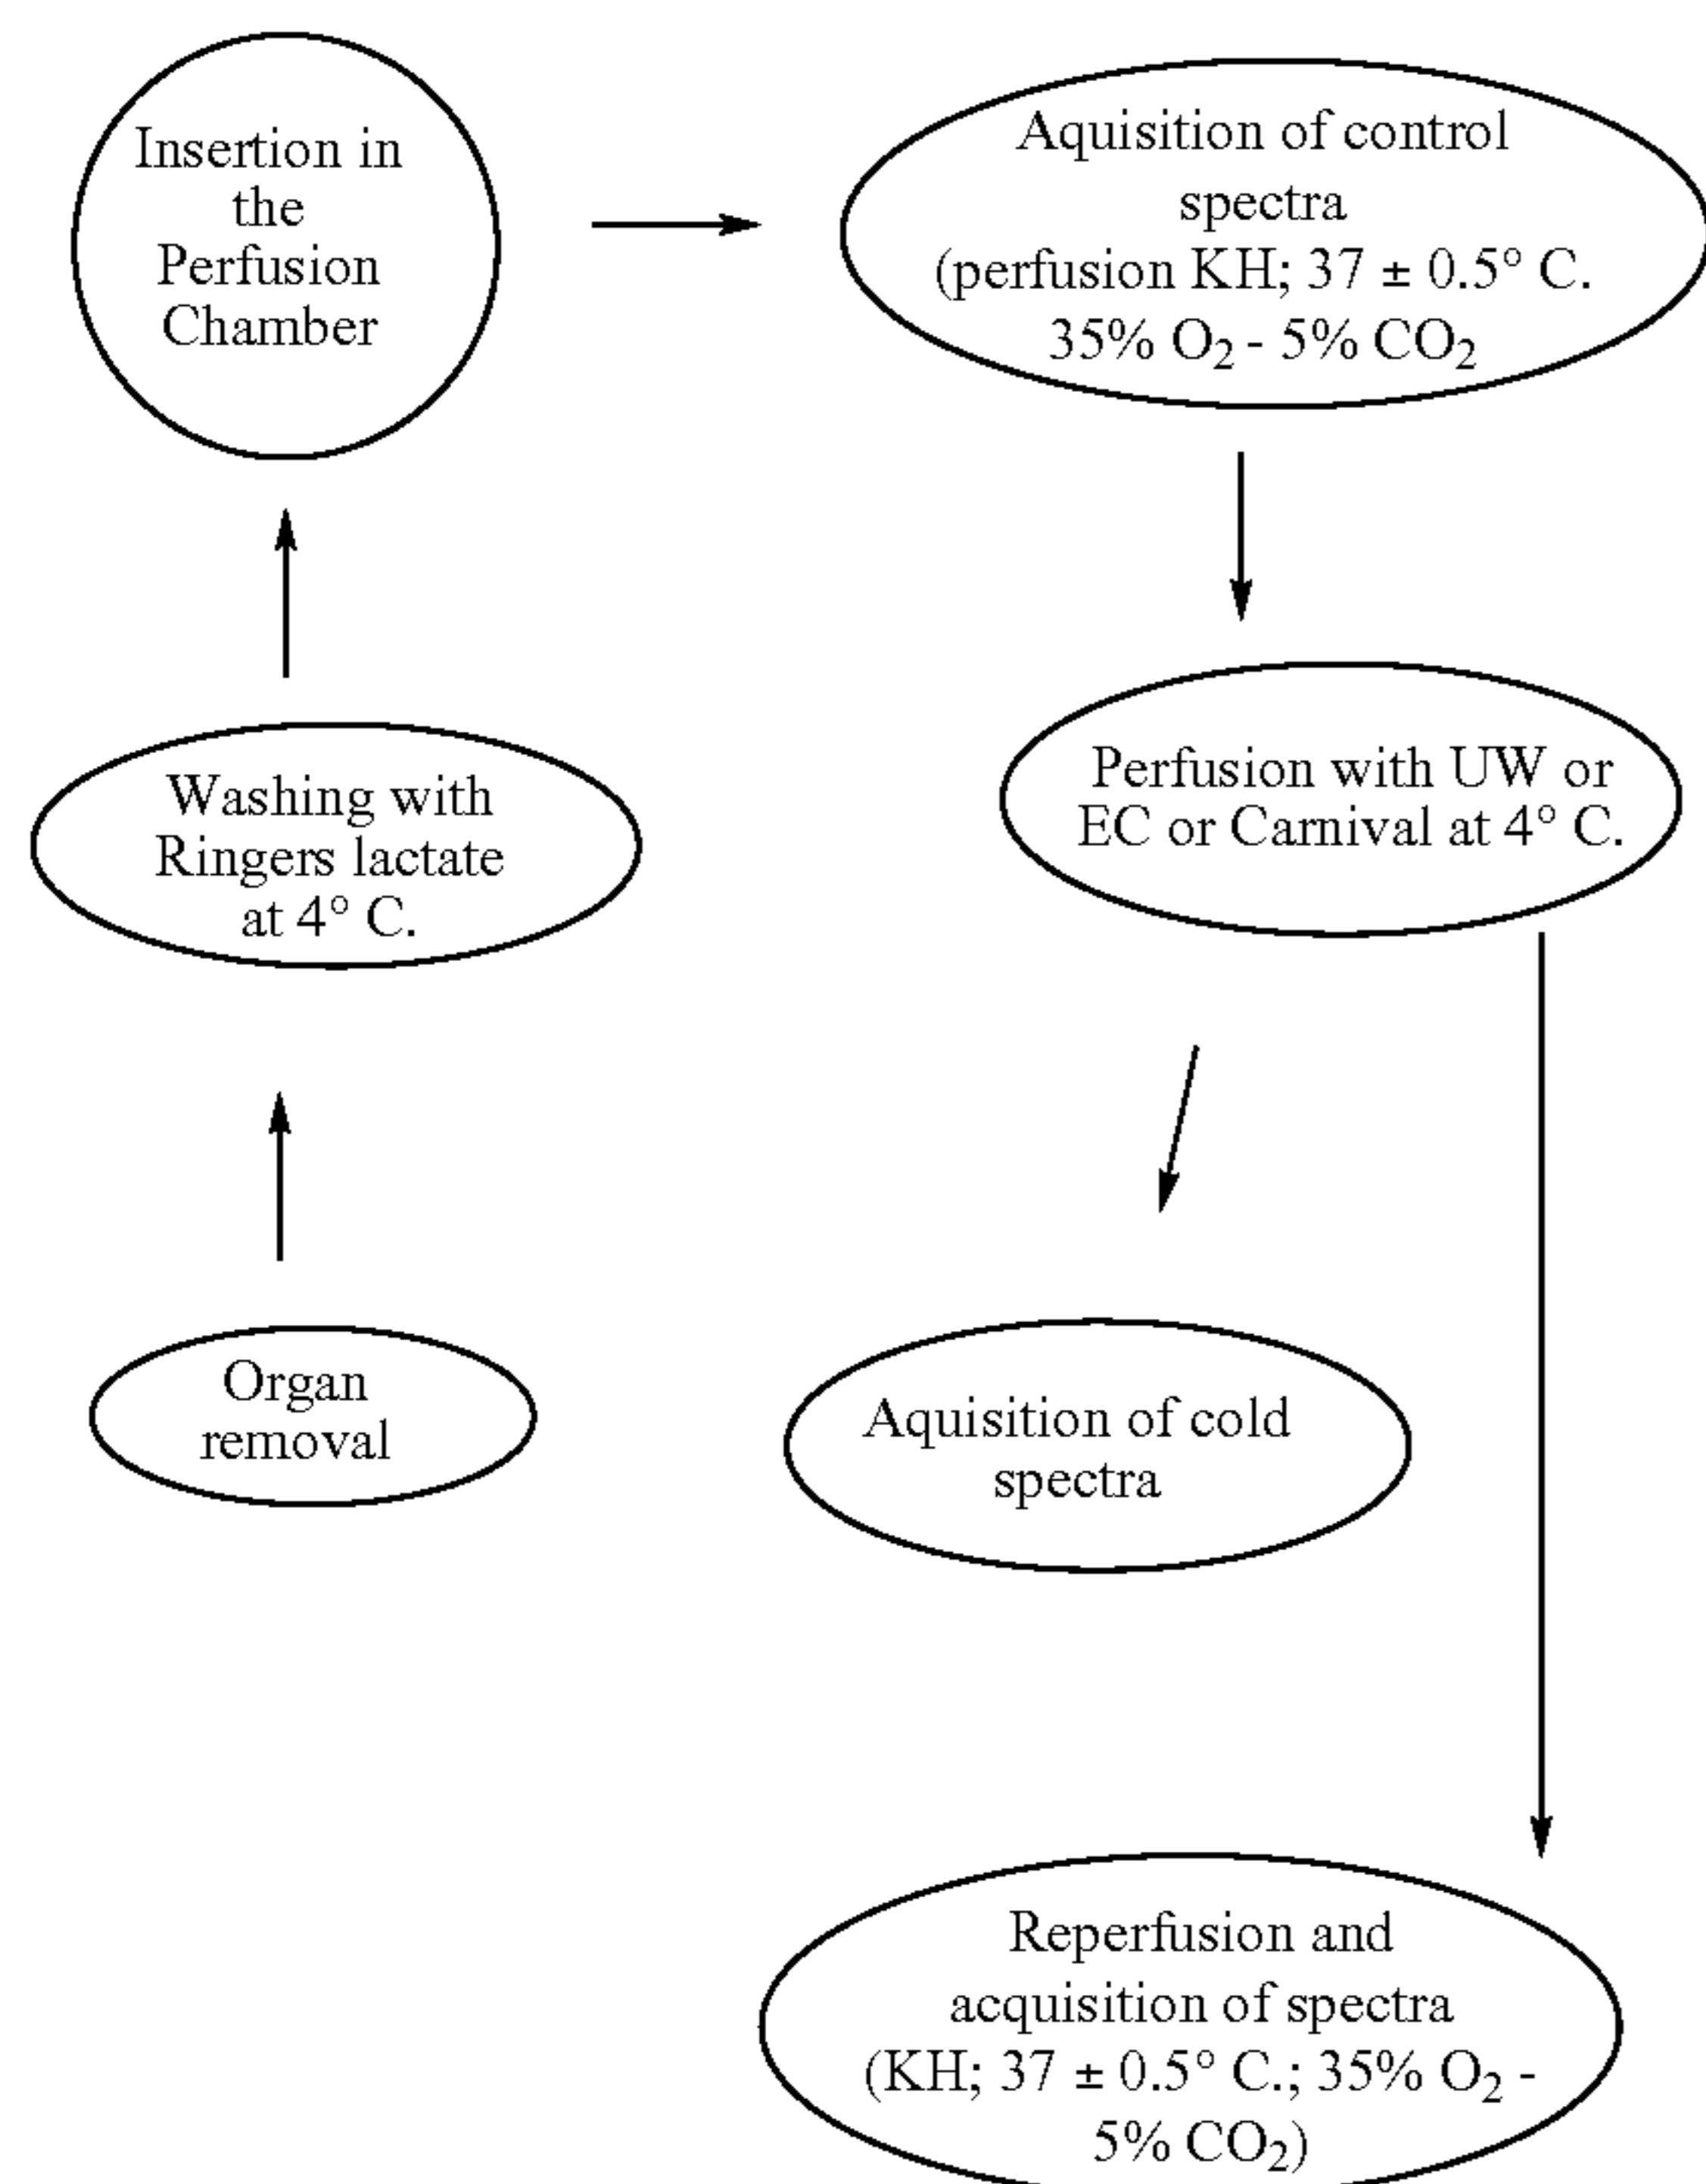 Insertion in
the
Perfusion
Chamber
Aquisition of control
spectra
(perfusion KH; 37 ± 0.5° C.
35% O₂ - 5% CO₂
Washing with
Ringers lactate
at 4° C.
Perfusion with UW or
EC or Carnival at 4° C.
Organ
removal
Aquisition of cold
spectra
Reperfusion and
acquisition of spectra
(KH; 37 ± 0.5° C.; 35% O₂ -
5% CO₂)